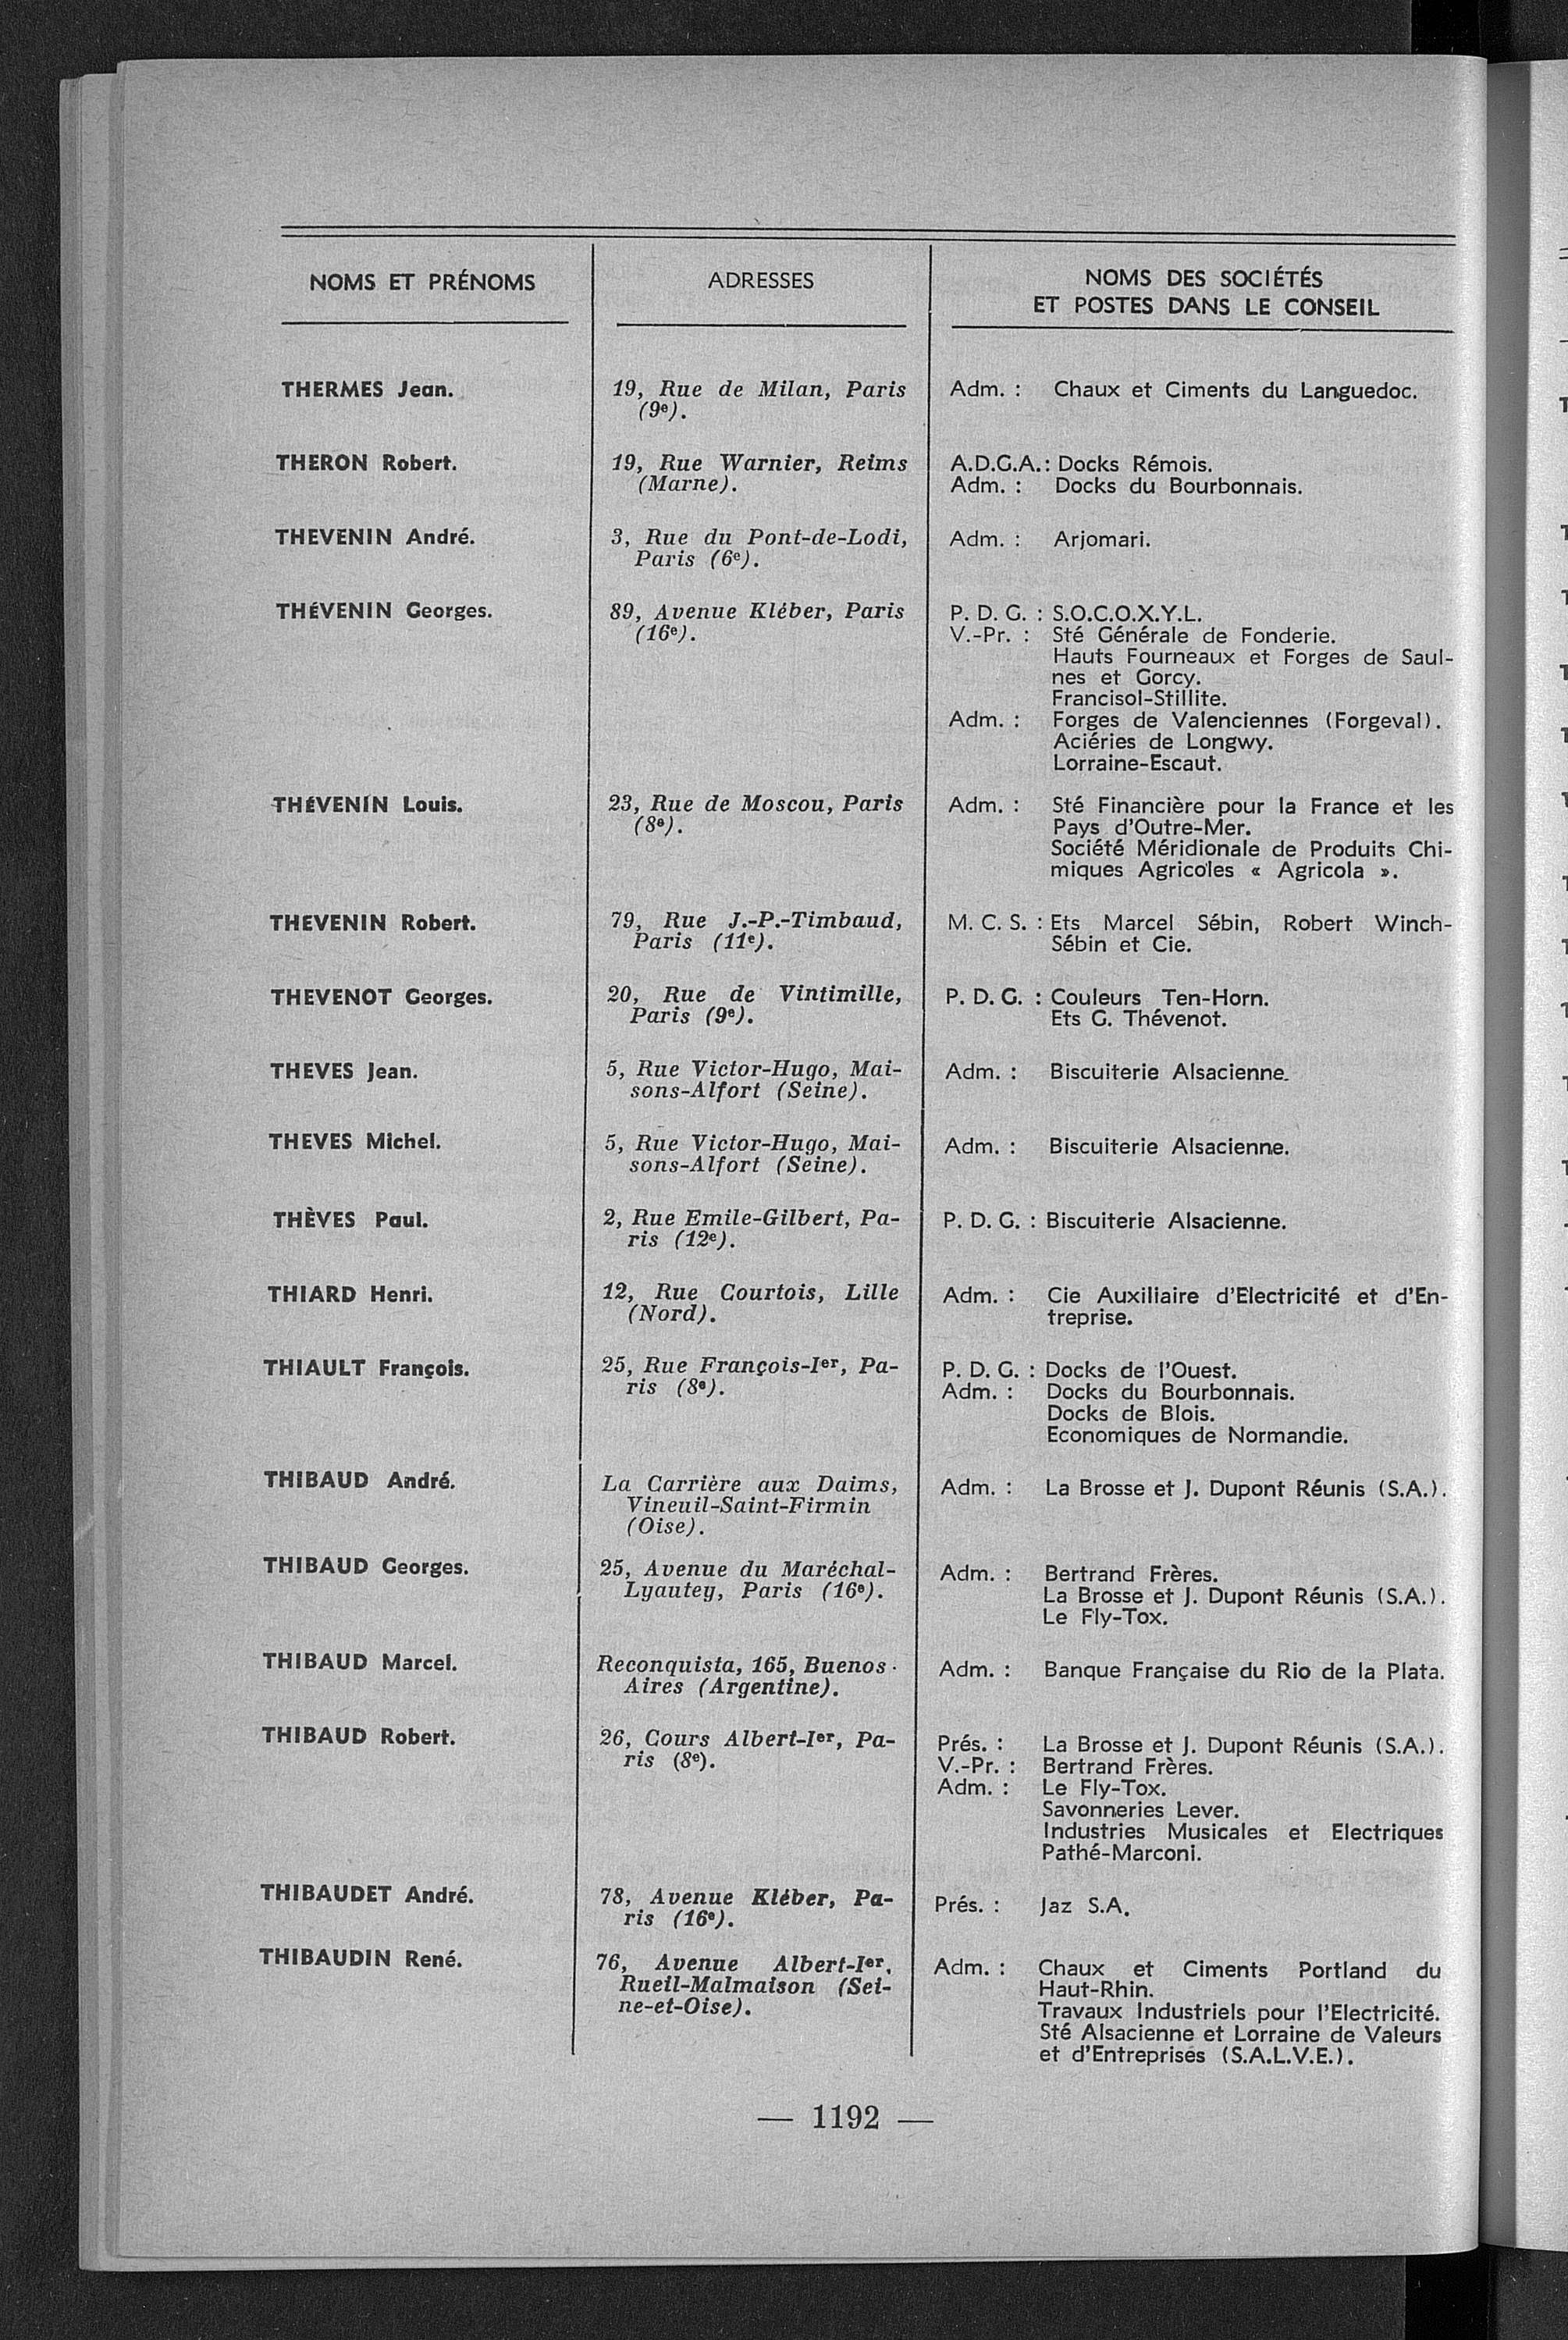 NOMS ET PRÉNOMS
ADRESSES
NOMS DES SOCIÉTÉS
ET POSTES DANS LE CONSEIL
THERMES Jean.
19, Rue de Milan, Paris
(9e).
Adm. : Chaux et Ciments du Languedoc.
THERON Robert.
19, Rue Warnier, Reims
(Marne).
A.D.G.A. : Docks Rémois.
Adm. : Docks du Bourbonnais.
THEVENIN André.
3, Rue du Pont-de-Lodi,
Paris (6e).
Adm. : Arjomari.
THÉVENIN Georges.
89, Avenue Kléber, Paris
(16e).
P. D. G. : S.O.C.O.X.Y.L.
V.-Pr. : Sté Générale de Fonderie.
Hauts Fourneaux et Forges de Saul-
nes et Gorcy.
Francisol-Stillite.
Adm. : Forges de Valenciennes (Forgeval).
Aciéries de Longwy.
Lorraine-Escaut.
THÉVENIN Louis.
23, Rue de Moscou, Paris
(8e).
Adm. : Sté Financière pour la France et les
Pays d'Outre-Mer.
Société Méridionale de Produits Chi-
miques Agricoles « Agricola ».
THEVENIN Robert.
79, Rue J.-P.-Timbaud,
Paris (11e).
M. C. S. : Ets Marcel Sébin, Robert Winch-
Sébin et Cie.
THEVENOT Georges.
20, Rue de Vintimille,
Paris (9e).
P. D. G. : Couleurs Ten-Horn.
Ets G. Thévenot.
THEVES Jean.
5, Rue Victor-Hugo, Mai-
sons-Alfort (Seine).
Adm. : Biscuiterie Alsacienne.
THEVES Michel.
5, Rue Victor-Hugo, Mai-
sons-Alfort (Seine).
Adm. : Biscuiterie Alsacienne.
THÈVES Paul.
2, Rue Emile-Gilbert, Pa-
ris (12e).
P. D. G. : Biscuiterie Alsacienne.
THIARD Henri.
12, Rue Courtois, Lille
(Nord).
Adm. : Cie Auxiliaire d'Electricité et d'En-
treprise.
THIAULT François.
25, Rue François-Ier, Pa-
ris (8e).
P. D. G. : Docks de l'Ouest.
Adm. : Docks du Bourbonnais.
Docks de Blois.
Economiques de Normandie.
THIBAUD André.
La Carrière aux Daims,
Vineuil-Saint-Firmin
(Oise).
Adm. : La Brosse et J. Dupont Réunis (S.A.).
THIBAUD Georges.
25, Avenue du Maréchal-
Lyautey, Paris (16e).
Adm. : Bertrand Frères.
La Brosse et J. Dupont Réunis (S.A.).
Le Fly-Tox.
THIBAUD Marcel.
Reconquista, 165, Buenos-
Aires (Argentine).
Adm. : Banque Française du Rio de la Plata.
THIBAUD Robert.
26, Cours Albert-Ier, Pa-
ris (8e).
Prés. : La Brosse et J. Dupont Réunis (S.A.).
V.-Pr. : Bertrand Frères.
Adm. : Le Fly-Tox.
Savonneries Lever.
Industries Musicales et Electriques
Pathé-Marconi.
THIBAUDET André.
78, Avenue Kléber, Pa-
ris (16e).
Prés. : Jaz S.A.
THIBAUDIN René.
76, Avenue Albert-Ier,
Rueil-Malmaison (Sei-
ne-et-Oise).
Adm. : Chaux et Ciments Portland du
Haut-Rhin.
Travaux Industriels pour l'Electricité.
Sté Alsacienne et Lorraine de Valeurs
et d'Entreprises (S.A.L.V.E.).
— 1192 —